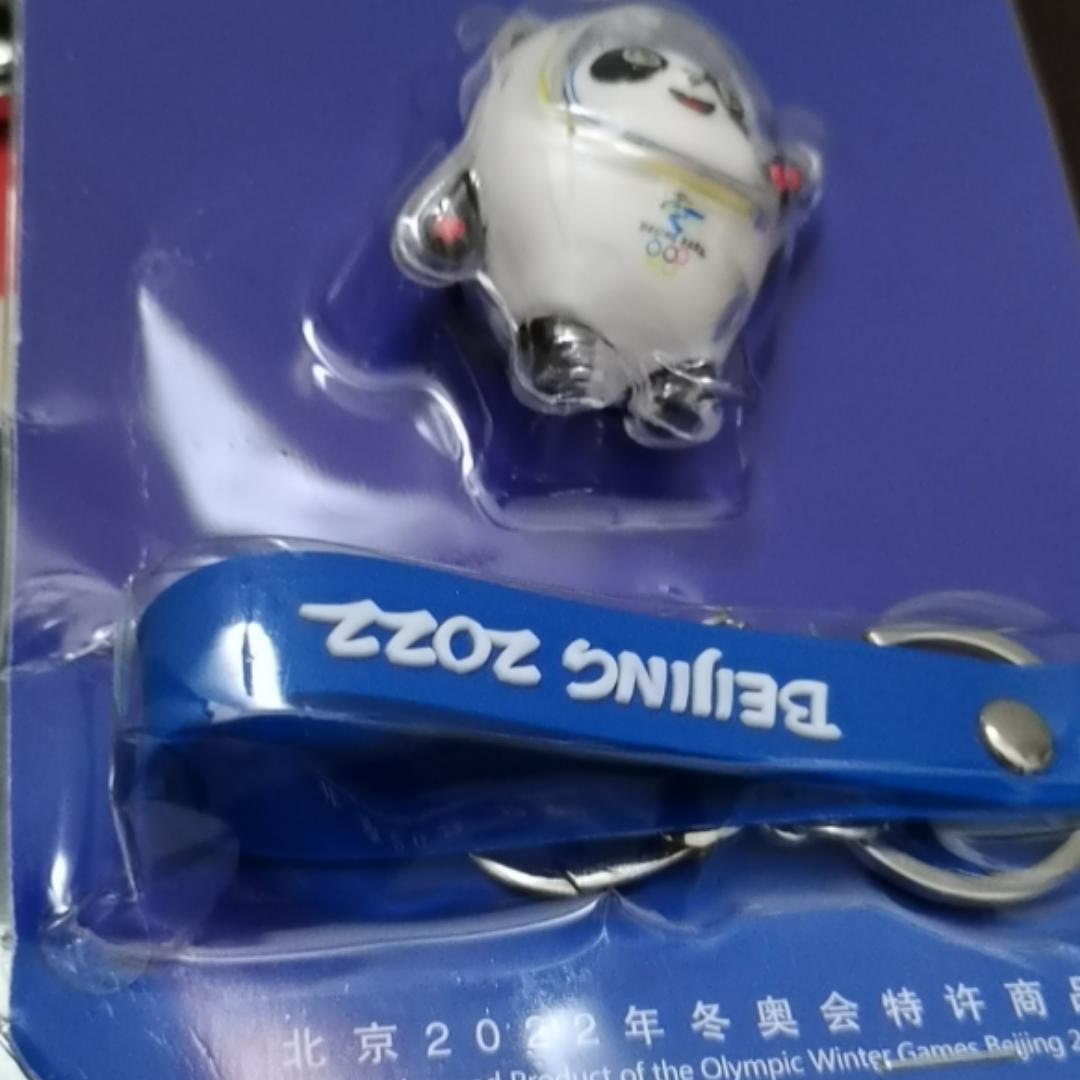 BEIJING 2022
北京2022年冬奥会特许商品
Product of the Olympic Winter Games Beijing